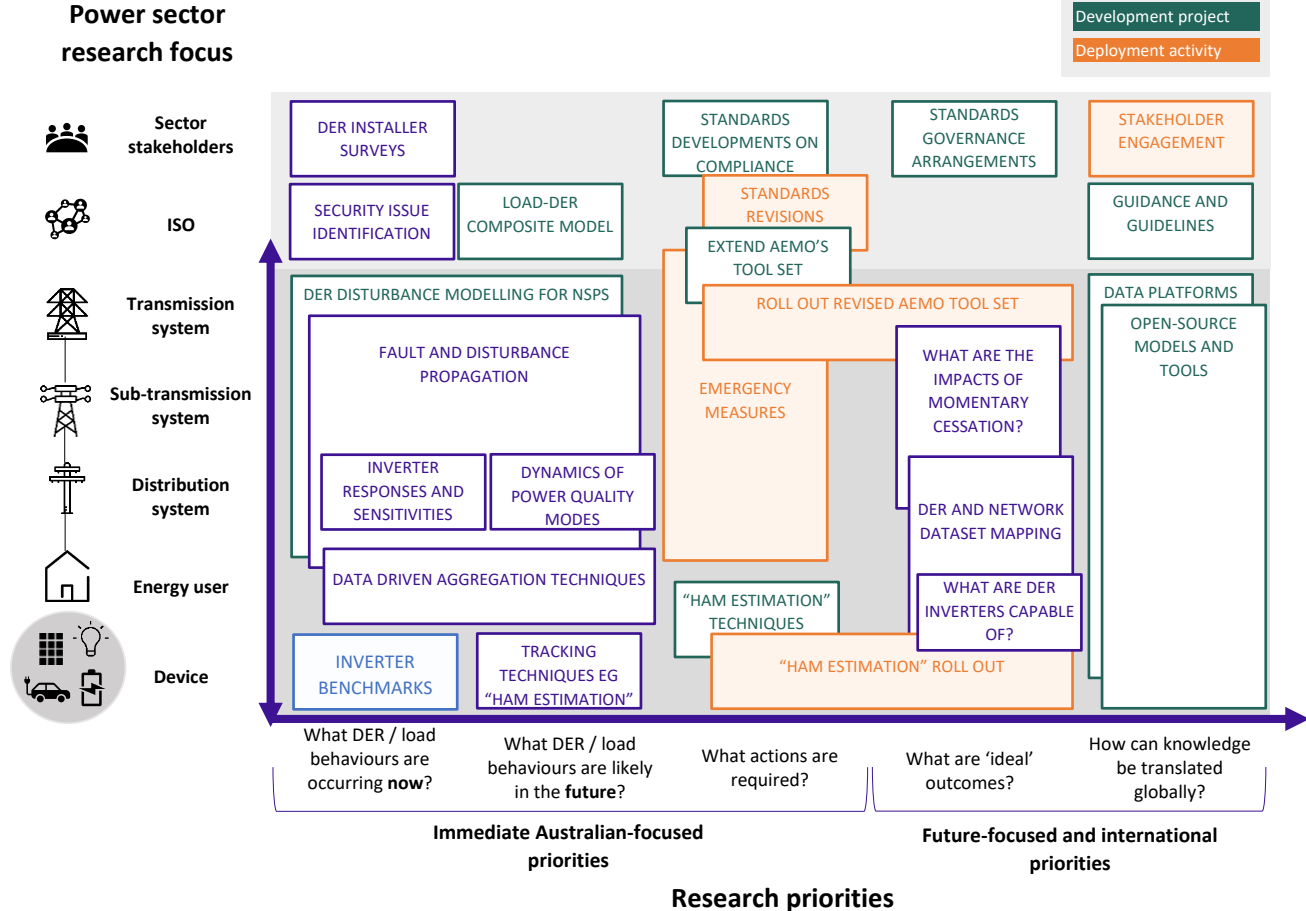 Power sector
research focus
Development project
Deployment activity
Sector
stakeholders
DER INSTALLER
SURVEYS
STANDARDS
DEVELOPMENTS ON
COMPLIANCE
STANDARDS
GOVERNANCE
ARRANGEMENTS
STAKEHOLDER
ENGAGEMENT
ISO
SECURITY ISSUE
IDENTIFICATION
LOAD-DER
COMPOSITE MODEL
STANDARDS
REVISIONS
GUIDANCE AND
GUIDELINES
EXTEND AEMO'S
TOOL SET
Transmission
system
DER DISTURBANCE MODELLING FOR NSPS
ROLL OUT REVISED AEMO TOOL SET
DATA PLATFORMS
OPEN-SOURCE
MODELS AND
TOOLS
FAULT AND DISTURBANCE
PROPAGATION
WHAT ARE THE
IMPACTS OF
MOMENTARY
CESSATION?
Sub-transmission
system
EMERGENCY
MEASURES
Distribution
system
INVERTER
RESPONSES AND
SENSITIVITIES
DYNAMICS OF
POWER QUALITY
MODES
DER AND NETWORK
DATASET MAPPING
Energy user
DATA DRIVEN AGGREGATION TECHNIQUES
"HAM ESTIMATION"
TECHNIQUES
WHAT ARE DER
INVERTERS CAPABLE
OF?
Device
INVERTER
BENCHMARKS
TRACKING
TECHNIQUES EG
"HAM ESTIMATION"
"HAM ESTIMATION" ROLL OUT
What DER / load
behaviours are
occurring now?
What DER / load
behaviours are likely
in the future?
What actions are
required?
What are 'ideal'
outcomes?
How can knowledge
be translated
globally?
Immediate Australian-focused
priorities
Future-focused and international
priorities
Research priorities